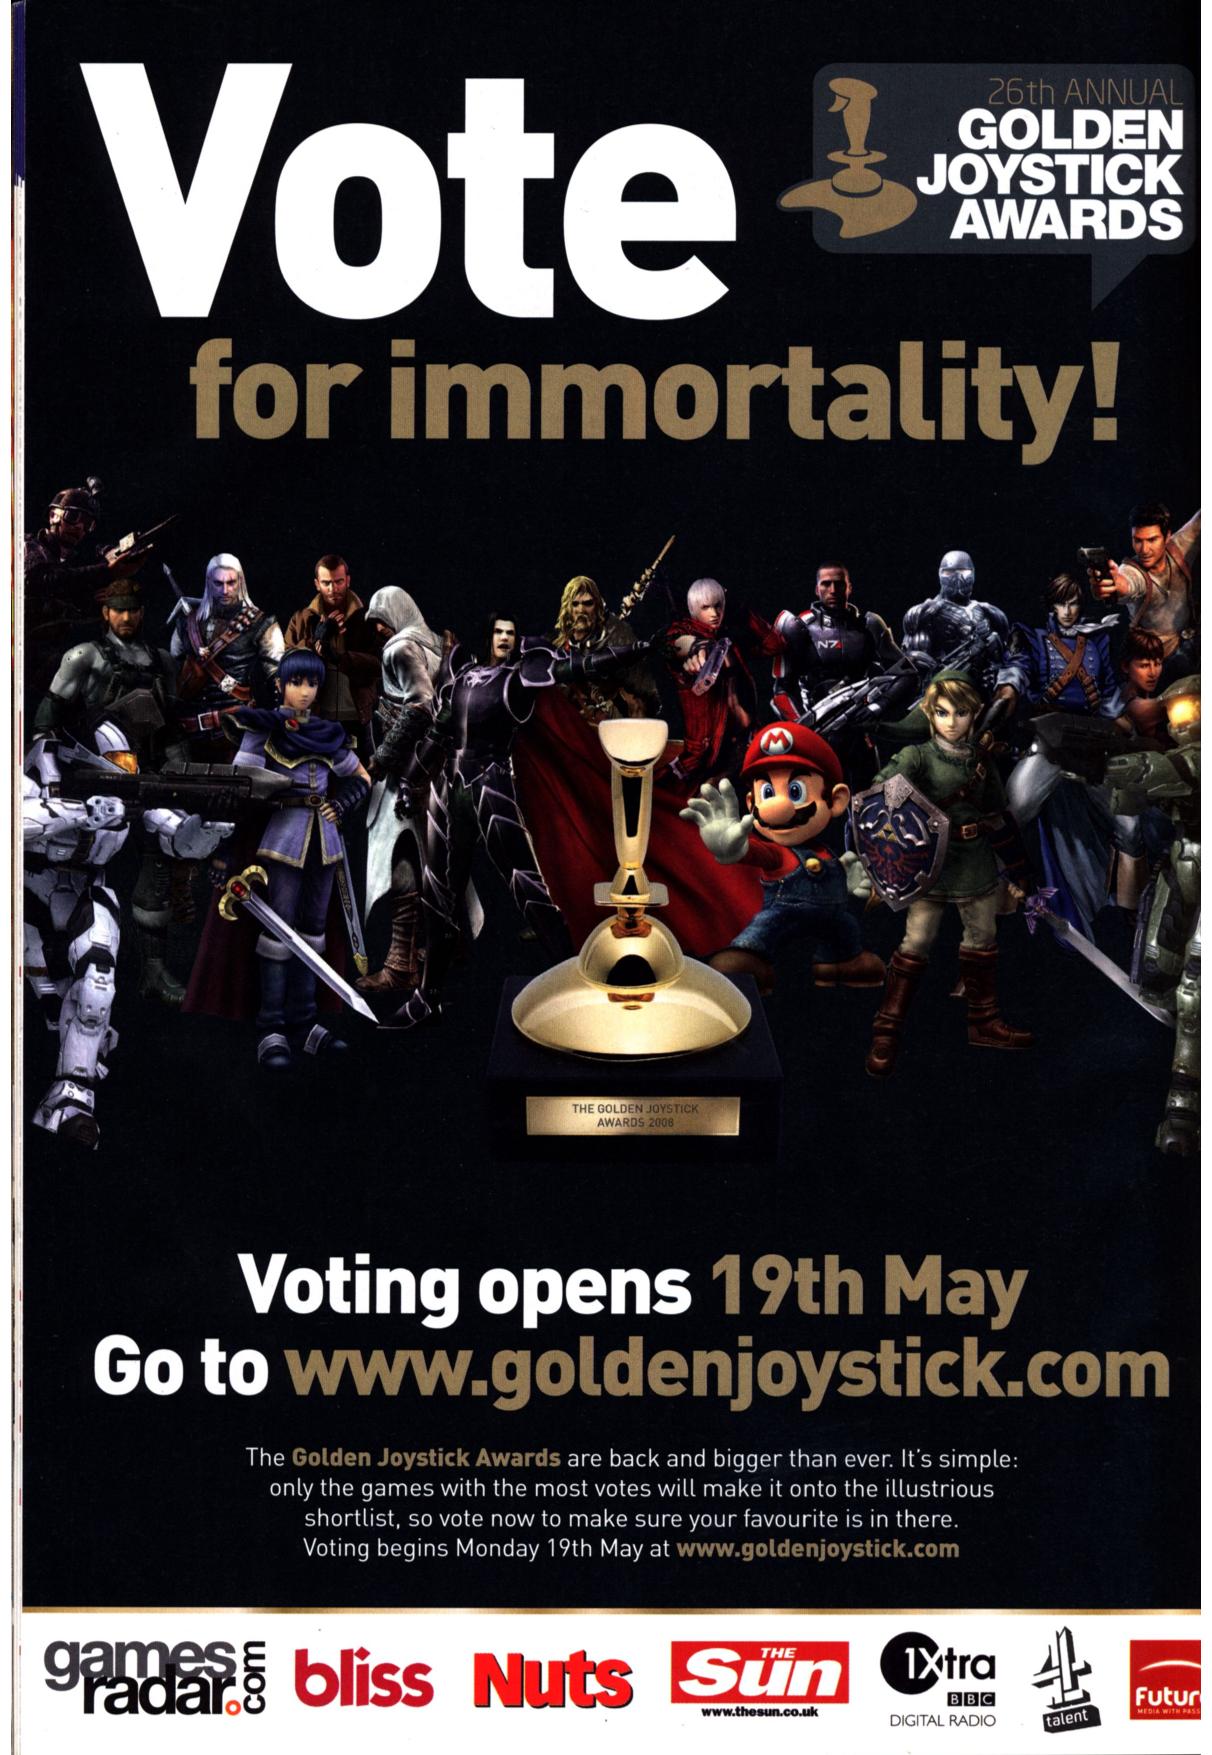 Vote
for immortality!
26th ANNUAL
GOLDEN
JOYSTICK
AWARDS
N7
M
THE GOLDEN JOYSTICK
AWARDS 2008
Voting opens 19th May
Go to www.goldenjoystick.com
The Golden Joystick Awards are back and bigger than ever. It's simple:
only the games with the most votes will make it onto the illustrious
shortlist, so vote now to make sure your favourite is in there.
Voting begins Monday 19th May at www.goldenjoystick.com
gamesradar.com
bliss
Nuts
THE
Sun
www.thesun.co.uk
1Xtra
BBC
DIGITAL RADIO
4
talent
Futur
MEDIA WITH PASS